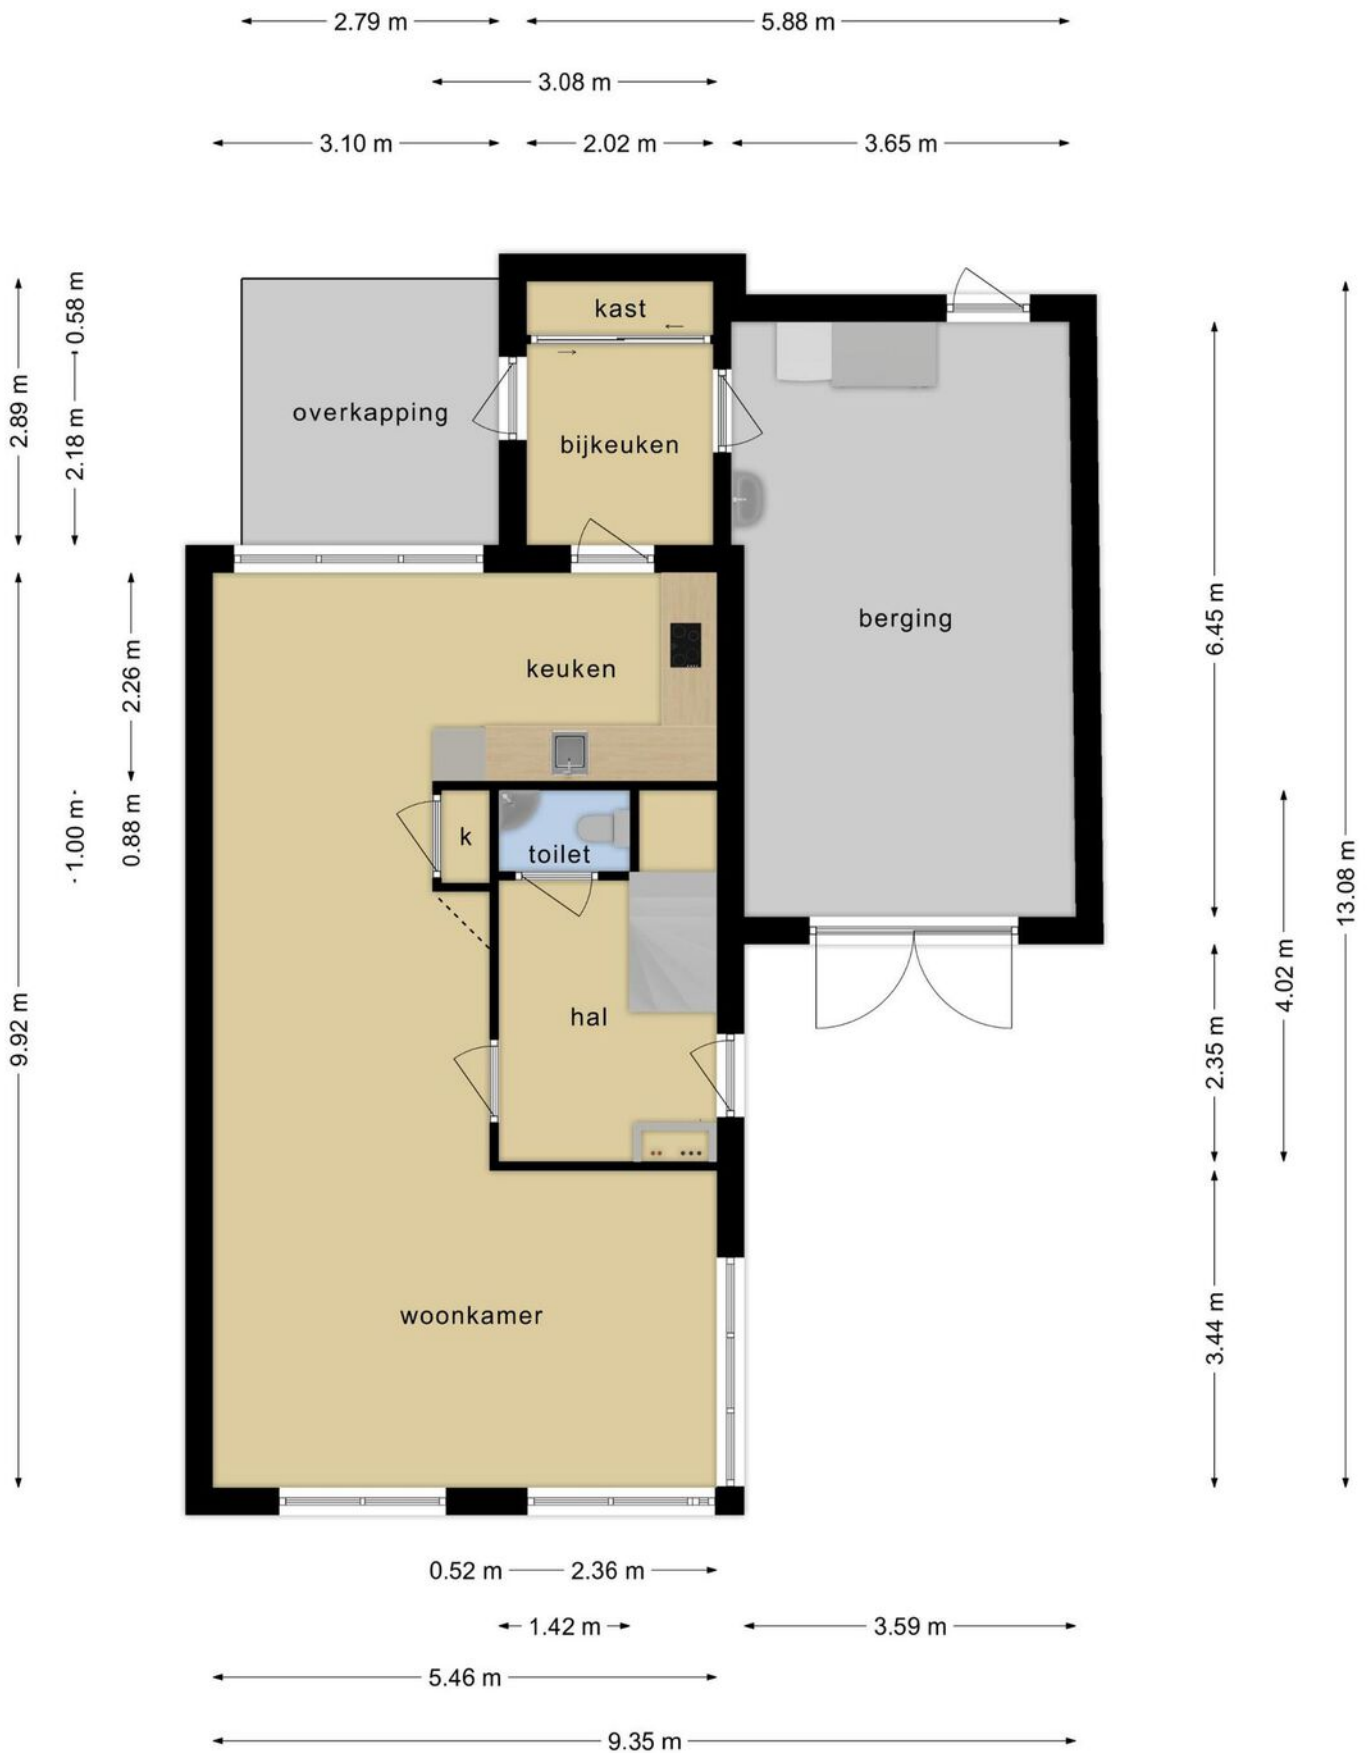 2.79 m
5.88 m
3.08 m
3.10 m
2.02 m
3.65 m
2.89 m
2.18 m
0.58 m
kast
overkapping
bijkeuken
berging
keuken
2.26 m
0.88 m
1.00 m
6.45 m
13.08 m
4.02 m
k
toilet
hal
9.92 m
2.35 m
3.44 m
woonkamer
0.52 m
2.36 m
1.42 m
3.59 m
5.46 m
9.35 m